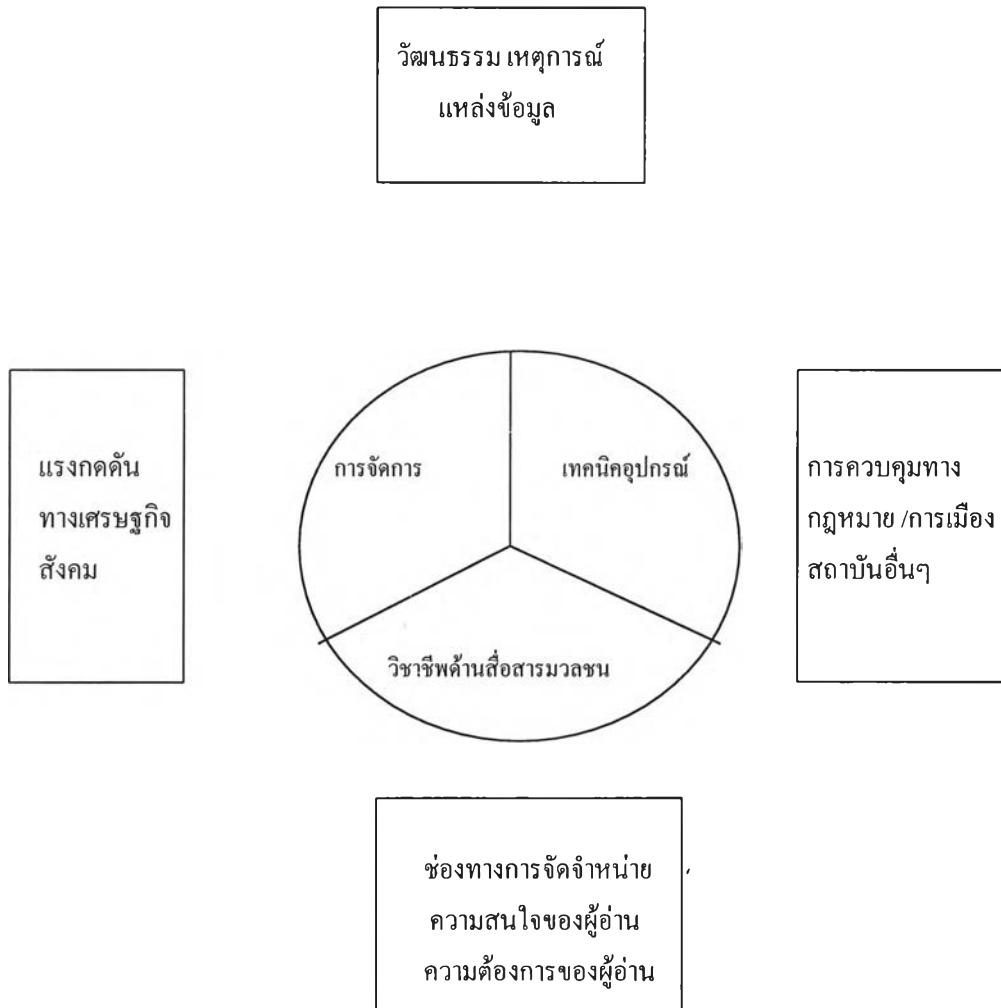 วัฒนธรรม เหตุการณ์
แหล่งข้อมูล
แรงกดดัน
ทางเศรษฐกิจ
สังคม
การจัดการ
เทคนิคอุปกรณ์
วิชาชีพด้านสื่อสารมวลชน
การควบคุมทาง
กฎหมาย /การเมือง
สถาบันอื่นๆ
ช่องทางการจัดจำหน่าย
ความสนใจของผู้อ่าน
ความต้องการของผู้อ่าน